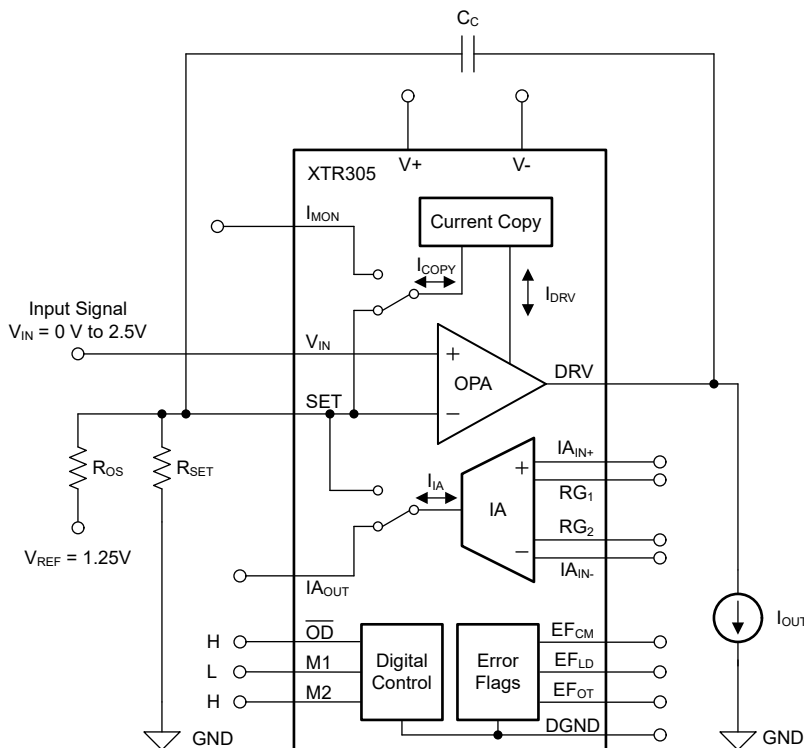 C_C
V+ V-
XTR305
I_MON
Current Copy
I_COPY
I_DRV
Input Signal
V_IN = 0 V to 2.5V
V_IN
+
OPA
DRV
SET
−
R_OS
R_SET
IA_IN+
+
I_IA
IA
RG_1
RG_2
−
IA_IN-
V_REF = 1.25V
IA_OUT
I_OUT
H
OD
EF_CM
L
M1
Digital
Control
Error
Flags
EF_LD
H
M2
EF_OT
DGND
GND
GND